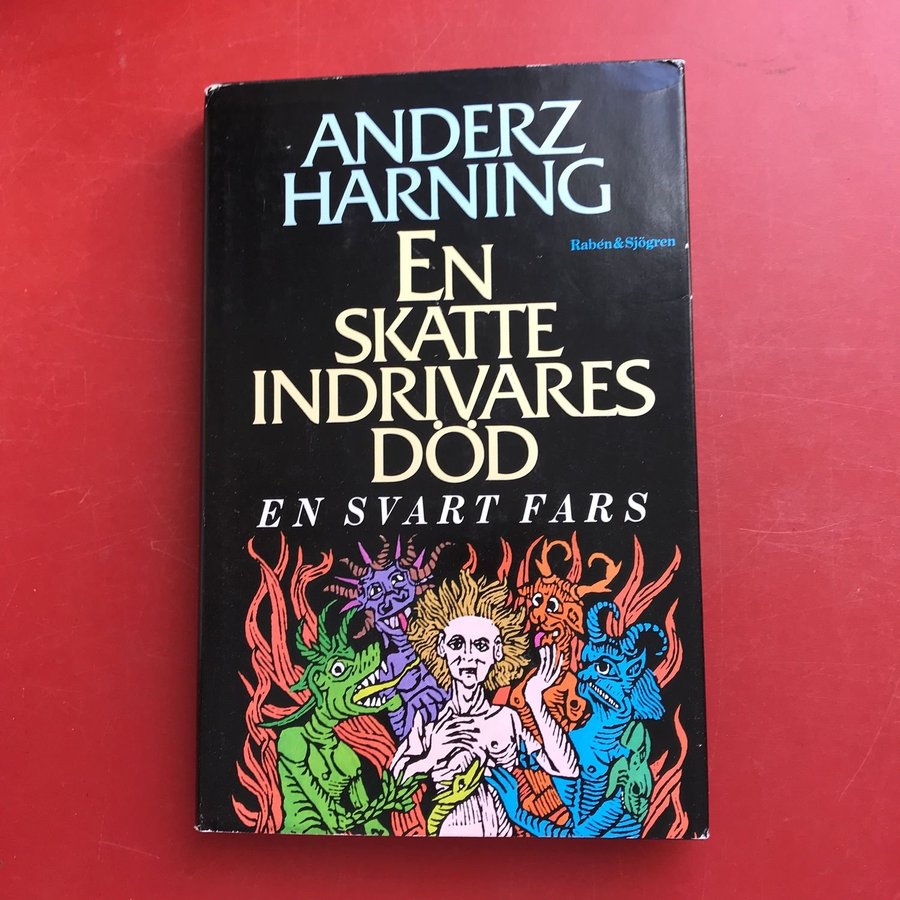 ANDERZ
HARNING
Rabén&Sjögren
EN
SKATTE
INDRIVARES
DÖD
EN SVART FARS